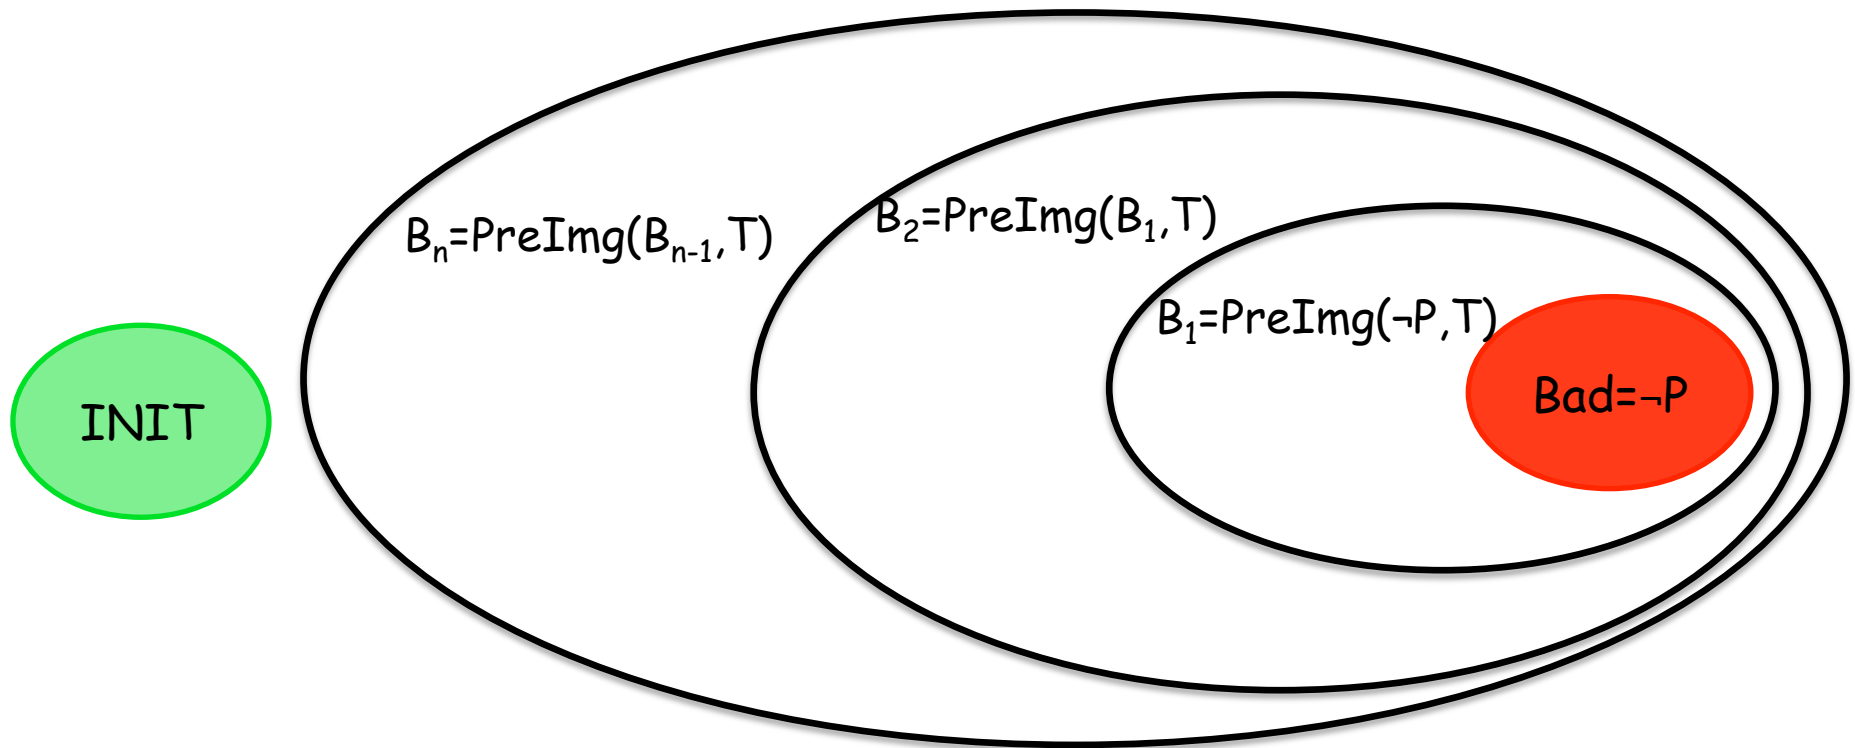 Bₙ=PreImg(Bₙ₋₁,T)
B₂=PreImg(B₁,T)
B₁=PreImg(¬P,T)
INIT
Bad=¬P